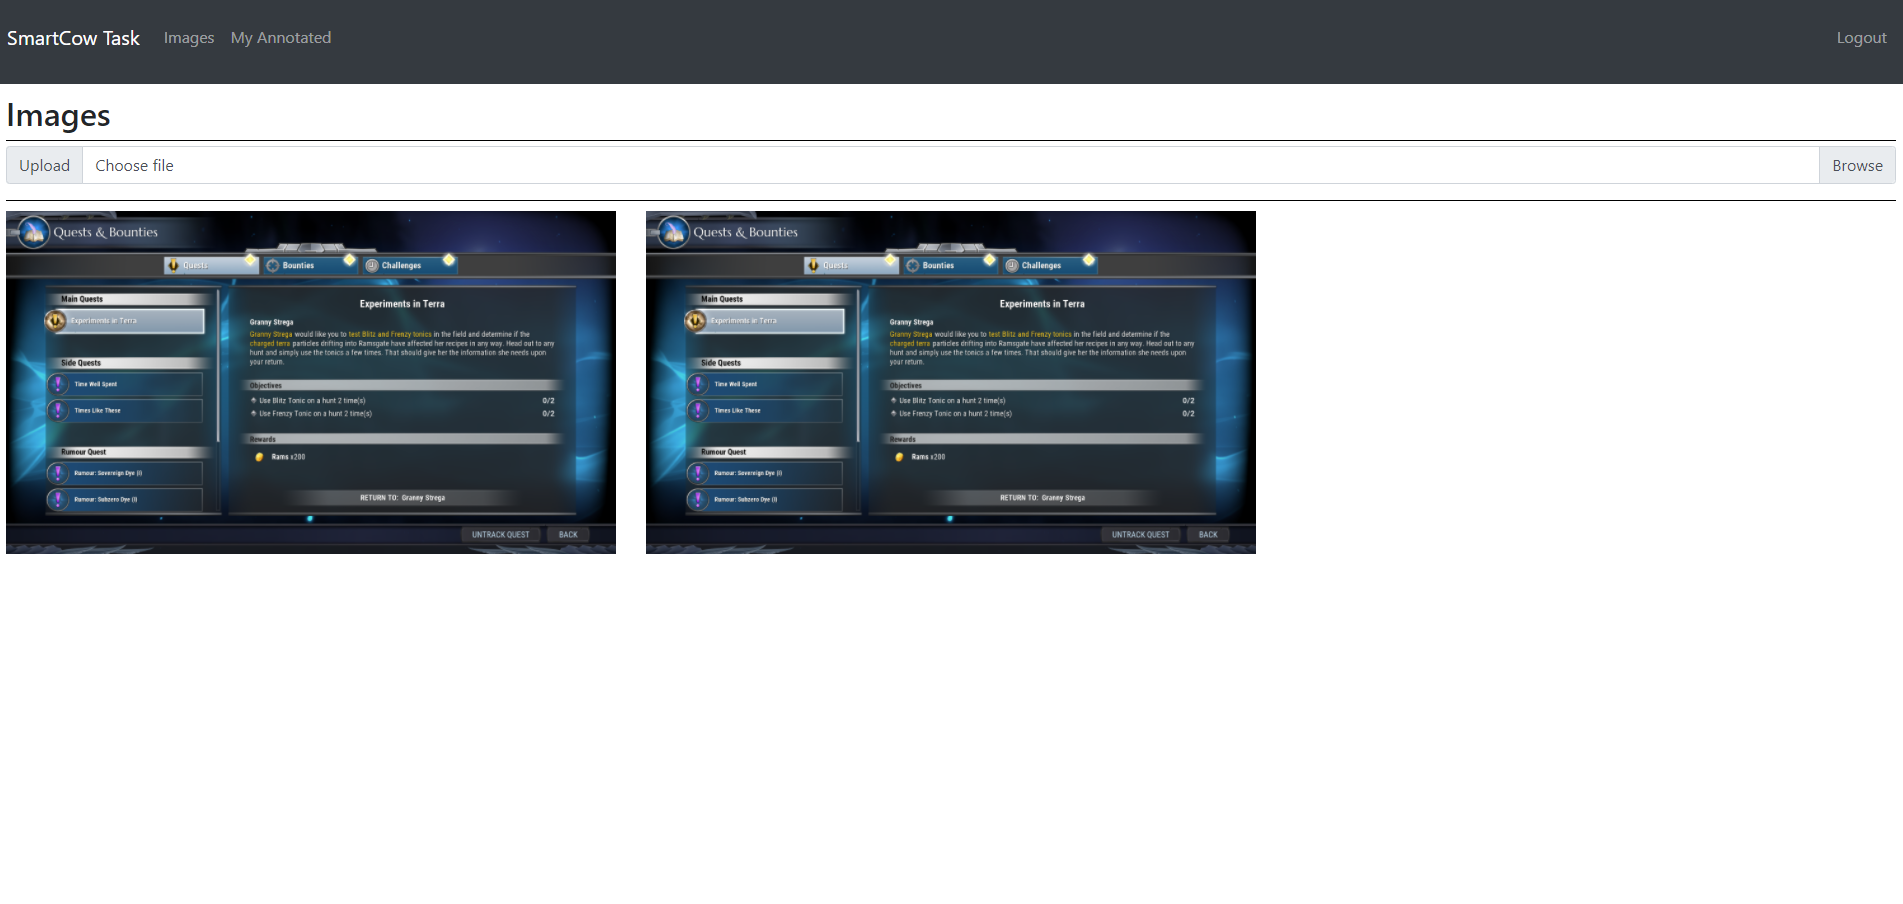 SmartCow Task Images My Annotated Logout
Images
Upload Choose file Browse
Quests & Bounties
Quests Bounties Challenges
Main Quests
Experiments in Terra
Side Quests
Time Well Spent
Times Like These
Rumour Quest
Rumour: Sovereign Dye (I)
Rumour: Subzero Dye (I)
Experiments in Terra
Granny Strega
Granny Strega would like you to test Blitz and Frenzy tonics in the field and determine if the
charged terra particles drifting into Ramsgate have affected her recipes in any way. Head out to any
hunt and simply use the tonics a few times. That should give her the information she needs upon
your return.
Objectives
Use Blitz Tonic on a hunt 2 time(s) 0/2
Use Frenzy Tonic on a hunt 2 time(s) 0/2
Rewards
Rams x200
RETURN TO: Granny Strega
UNTRACK QUEST BACK
Quests & Bounties
Quests Bounties Challenges
Main Quests
Experiments in Terra
Side Quests
Time Well Spent
Times Like These
Rumour Quest
Rumour: Sovereign Dye (I)
Rumour: Subzero Dye (I)
Experiments in Terra
Granny Strega
Granny Strega would like you to test Blitz and Frenzy tonics in the field and determine if the
charged terra particles drifting into Ramsgate have affected her recipes in any way. Head out to any
hunt and simply use the tonics a few times. That should give her the information she needs upon
your return.
Objectives
Use Blitz Tonic on a hunt 2 time(s) 0/2
Use Frenzy Tonic on a hunt 2 time(s) 0/2
Rewards
Rams x200
RETURN TO: Granny Strega
UNTRACK QUEST BACK